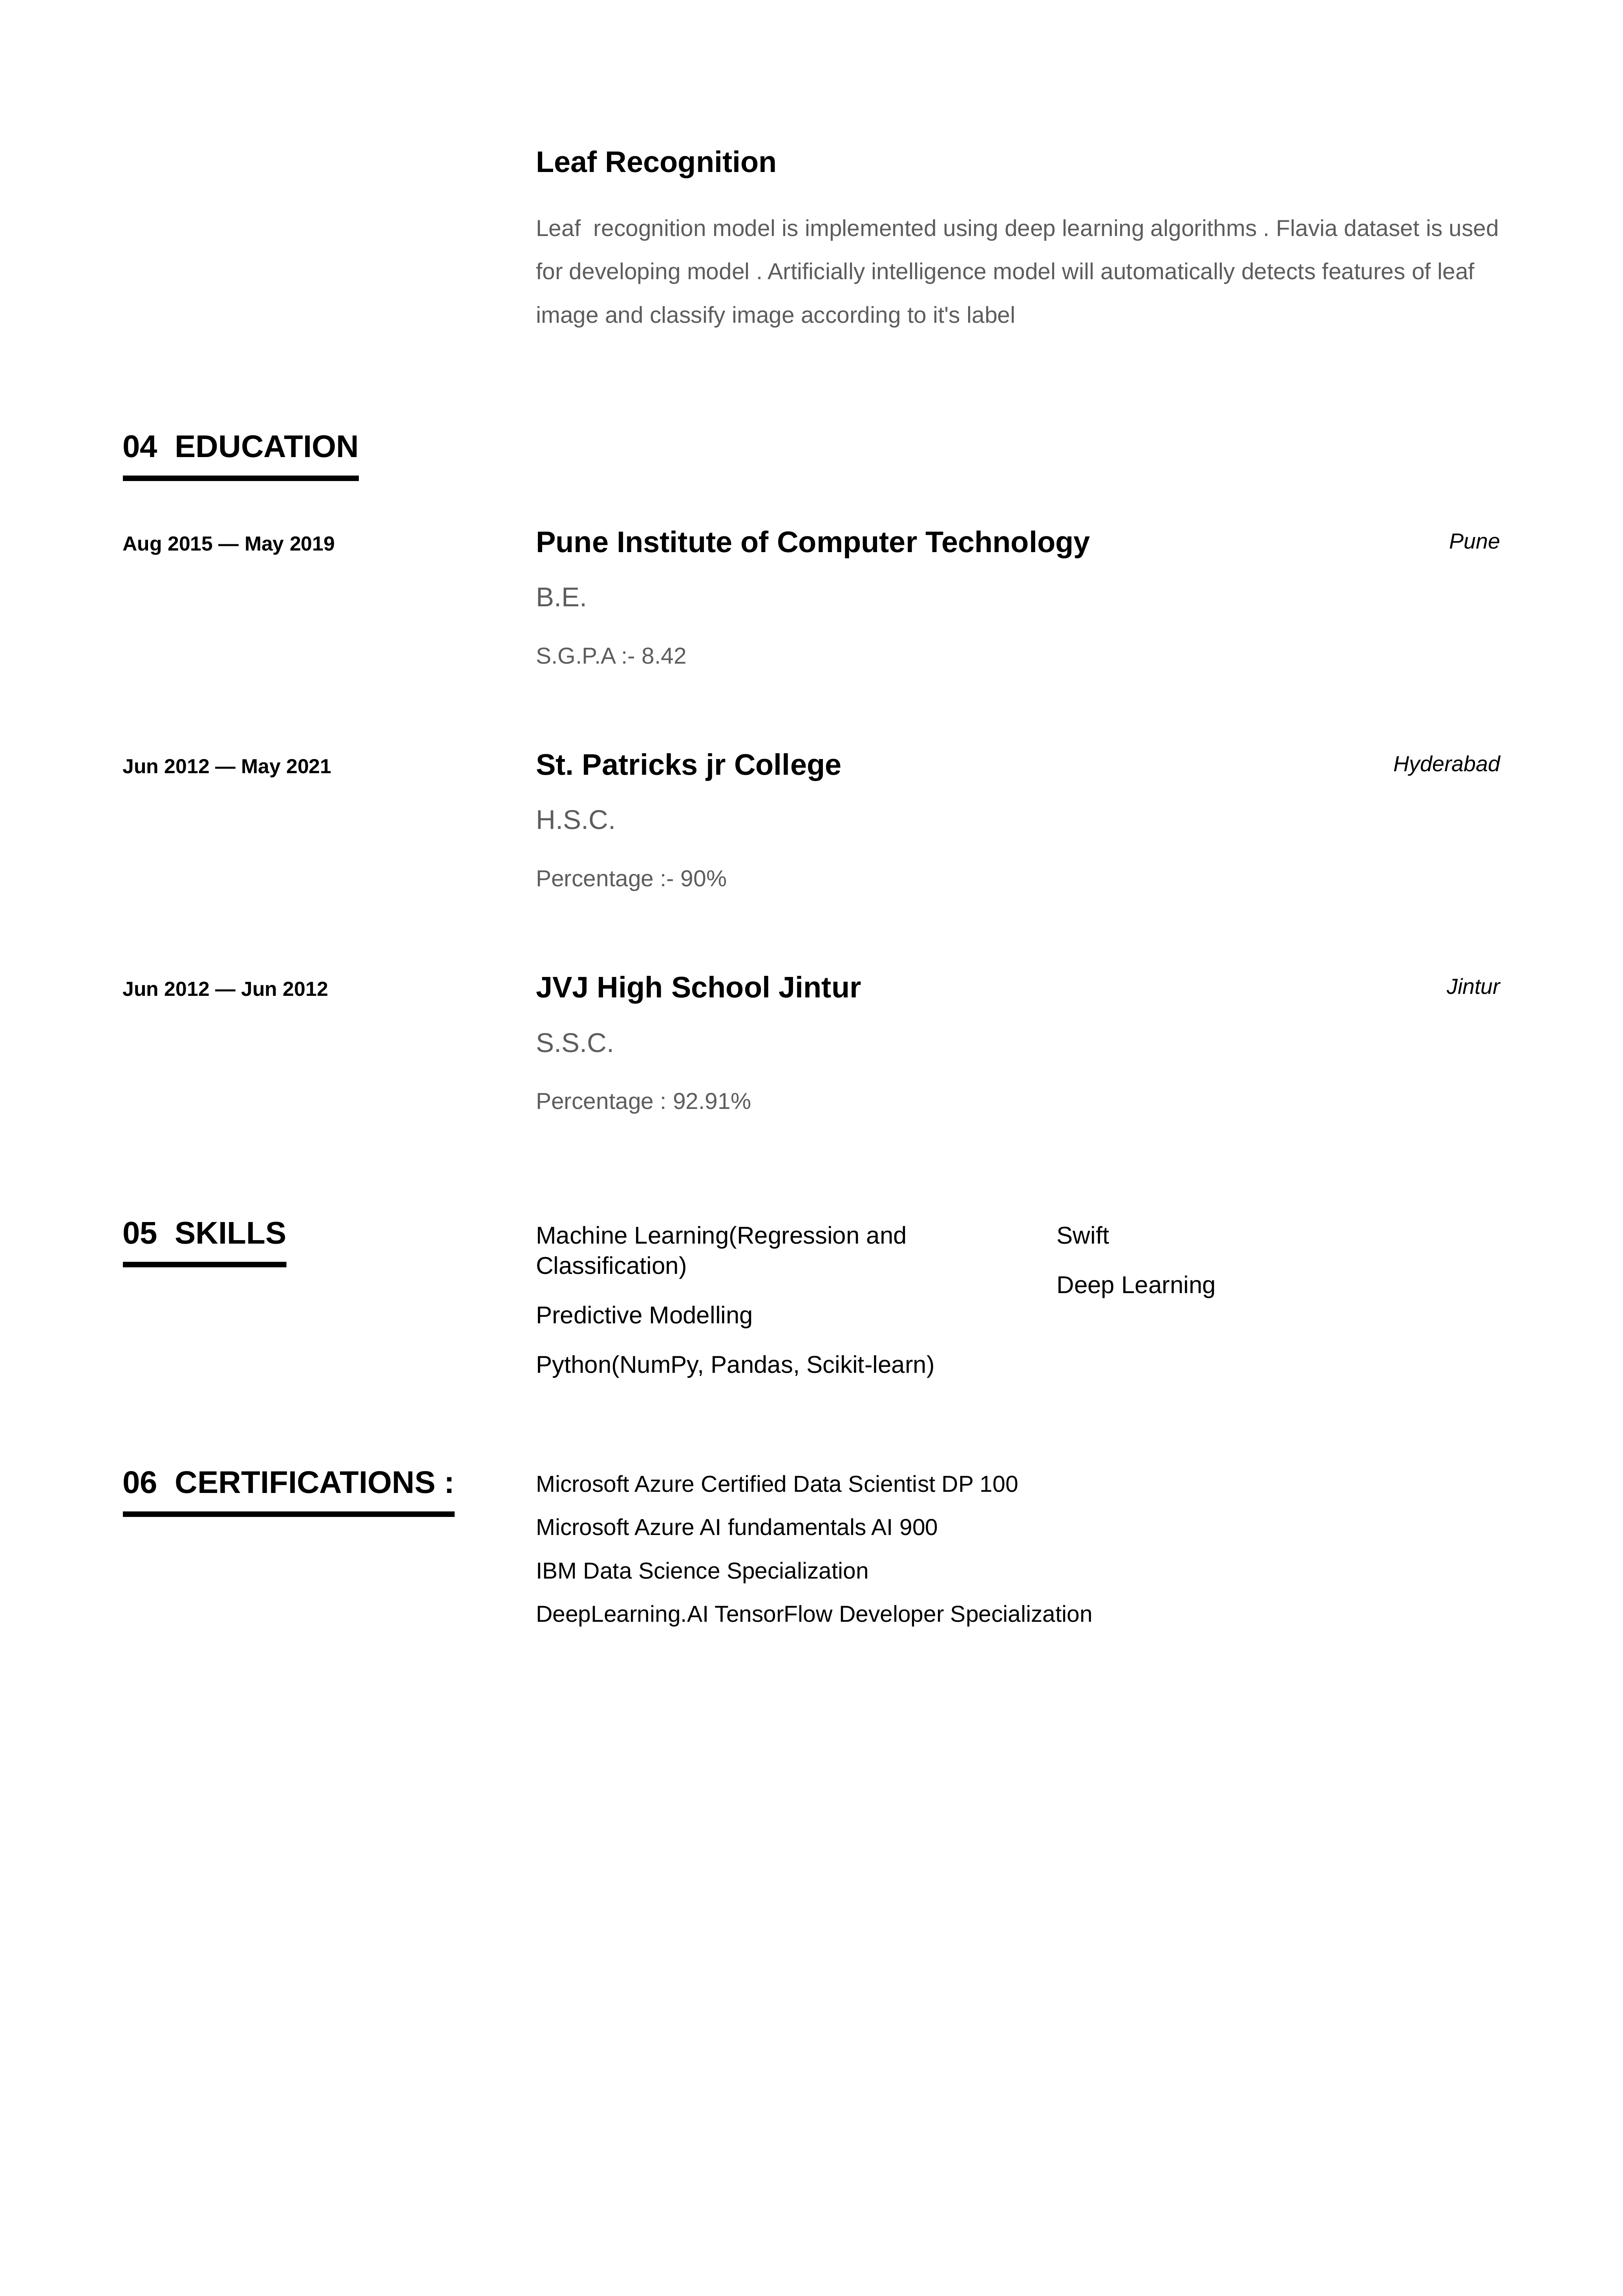 Leaf Recognition
Leaf  recognition model is implemented using deep learning algorithms . Flavia dataset is used
for developing model . Artificially intelligence model will automatically detects features of leaf
image and classify image according to it's label
04 EDUCATION
Aug 2015 — May 2019
Pune Institute of Computer Technology
Pune
B.E.
S.G.P.A :- 8.42
Jun 2012 — May 2021
St. Patricks jr College
Hyderabad
H.S.C.
Percentage :- 90%
Jun 2012 — Jun 2012
JVJ High School Jintur
Jintur
S.S.C.
Percentage : 92.91%
05 SKILLS
Machine Learning(Regression and
Classification)
Predictive Modelling
Python(NumPy, Pandas, Scikit-learn)
Swift
Deep Learning
06 CERTIFICATIONS :
Microsoft Azure Certified Data Scientist DP 100
Microsoft Azure AI fundamentals AI 900
IBM Data Science Specialization
DeepLearning.AI TensorFlow Developer Specialization